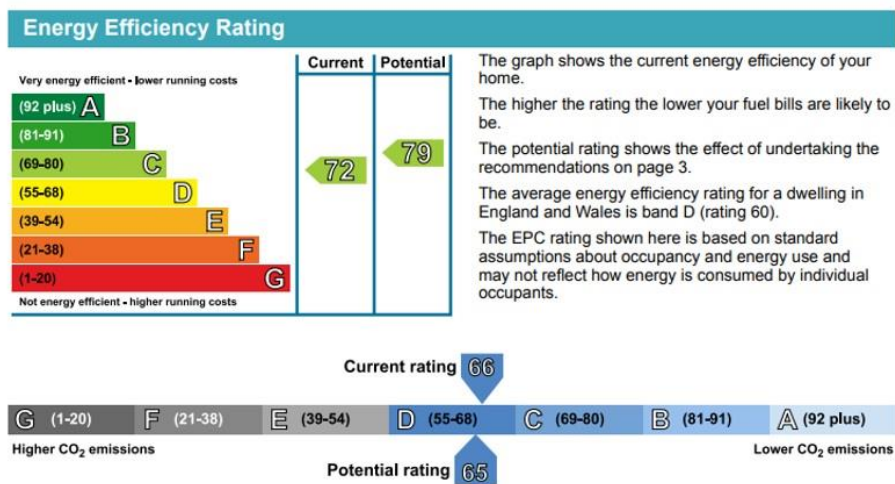 Energy Efficiency Rating
Current Potential
Very energy efficient - lower running costs
(92 plus) A
(81-91) B
(69-80) C
(55-68) D
(39-54) E
(21-38) F
(1-20) G
Not energy efficient - higher running costs
72
79
The graph shows the current energy efficiency of your
home.
The higher the rating the lower your fuel bills are likely to
be.
The potential rating shows the effect of undertaking the
recommendations on page 3.
The average energy efficiency rating for a dwelling in
England and Wales is band D (rating 60).
The EPC rating shown here is based on standard
assumptions about occupancy and energy use and
may not reflect how energy is consumed by individual
occupants.
Current rating 66
G (1-20) F (21-38) E (39-54) D (55-68) C (69-80) B (81-91) A (92 plus)
Higher CO₂ emissions Lower CO₂ emissions
Potential rating 65